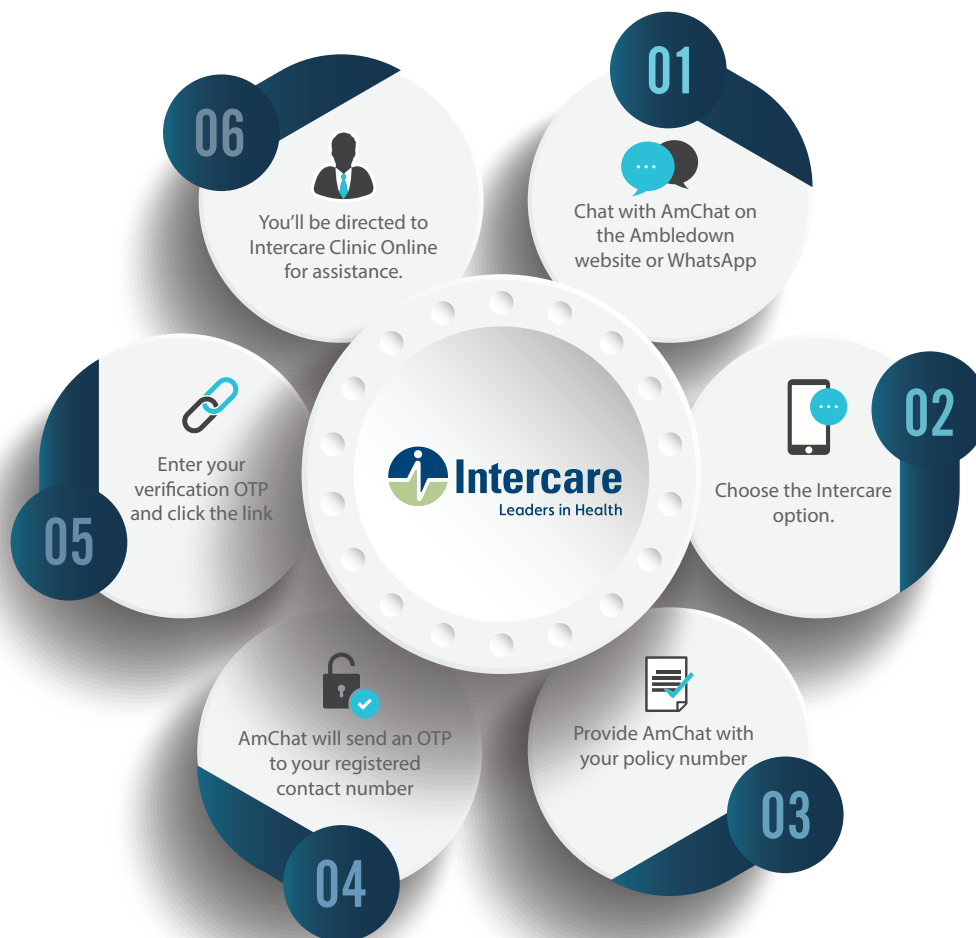 01
Chat with AmChat on
the Ambledown
website or WhatsApp
02
Choose the Intercare
option.
03
Provide AmChat with
your policy number
04
AmChat will send an OTP
to your registered
contact number
05
Enter your
verification OTP
and click the link
06
You'll be directed to
Intercare Clinic Online
for assistance.
Intercare
Leaders in Health